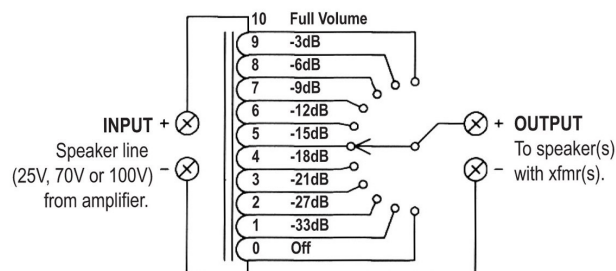 10 Full Volume
9 -3dB
8 -6dB
7 -9dB
6 -12dB
5 -15dB
4 -18dB
3 -21dB
2 -27dB
1 -33dB
0 Off
INPUT +
Speaker line
(25V, 70V or 100V) −
from amplifier.
+ OUTPUT
To speaker(s)
− with xfmr(s).